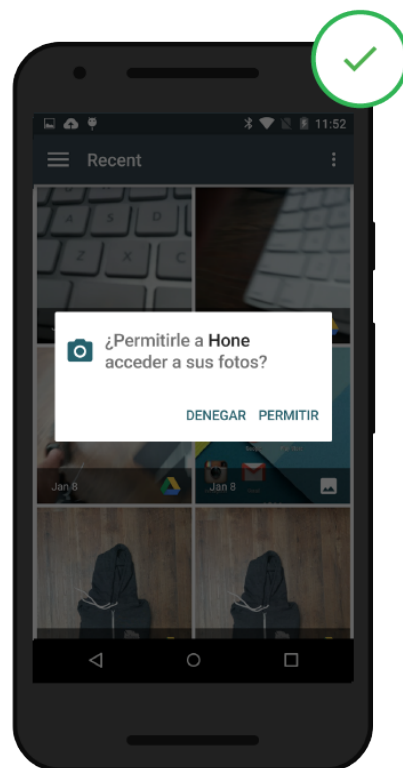 11:52
Recent
¿Permitirle a Hone
acceder a sus fotos?
DENEGAR PERMITIR
Jan 8
Jan 8
A S D
Z X C